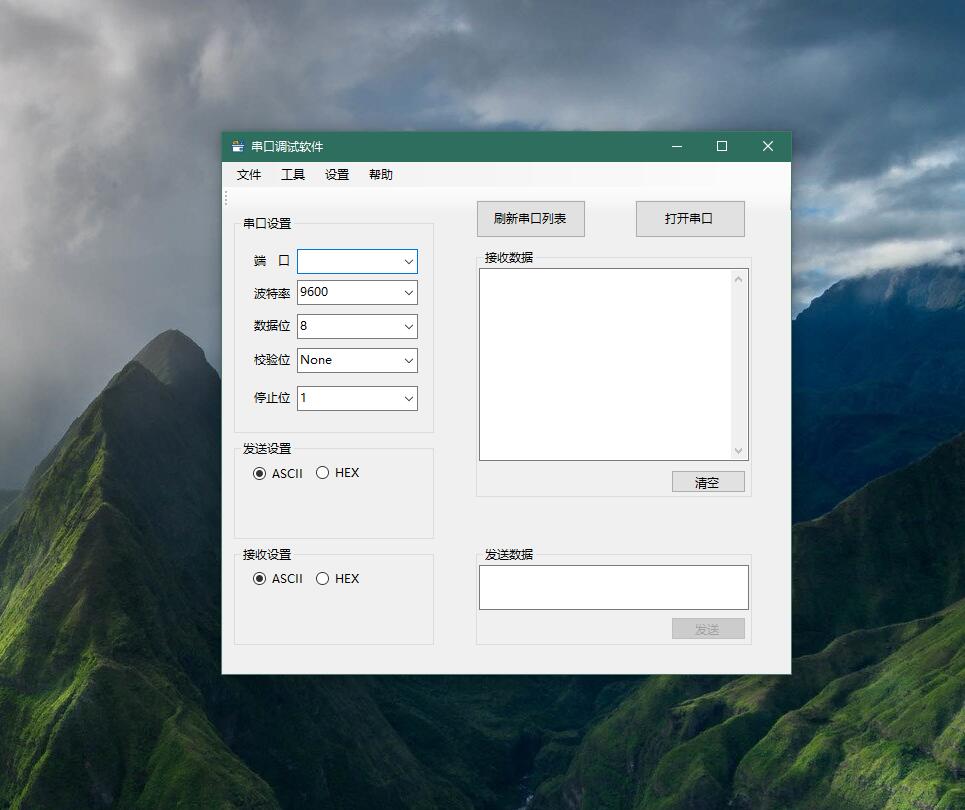 串口调试软件
文件 工具 设置 帮助
刷新串口列表 打开串口
串口设置
端 口
波特率 9600
数据位 8
校验位 None
停止位 1
发送设置
ASCII HEX
接收设置
ASCII HEX
接收数据
清空
发送数据
发送